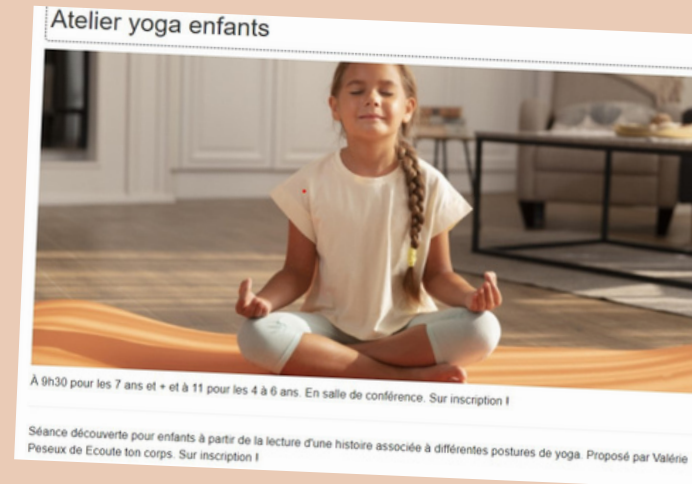 Atelier yoga enfants
À 9h30 pour les 7 ans et + et à 11 pour les 4 à 6 ans. En salle de conférence. Sur inscription !
Séance découverte pour enfants à partir de la lecture d'une histoire associée à différentes postures de yoga. Proposé par Valérie
Peseux de Ecoute ton corps. Sur inscription !